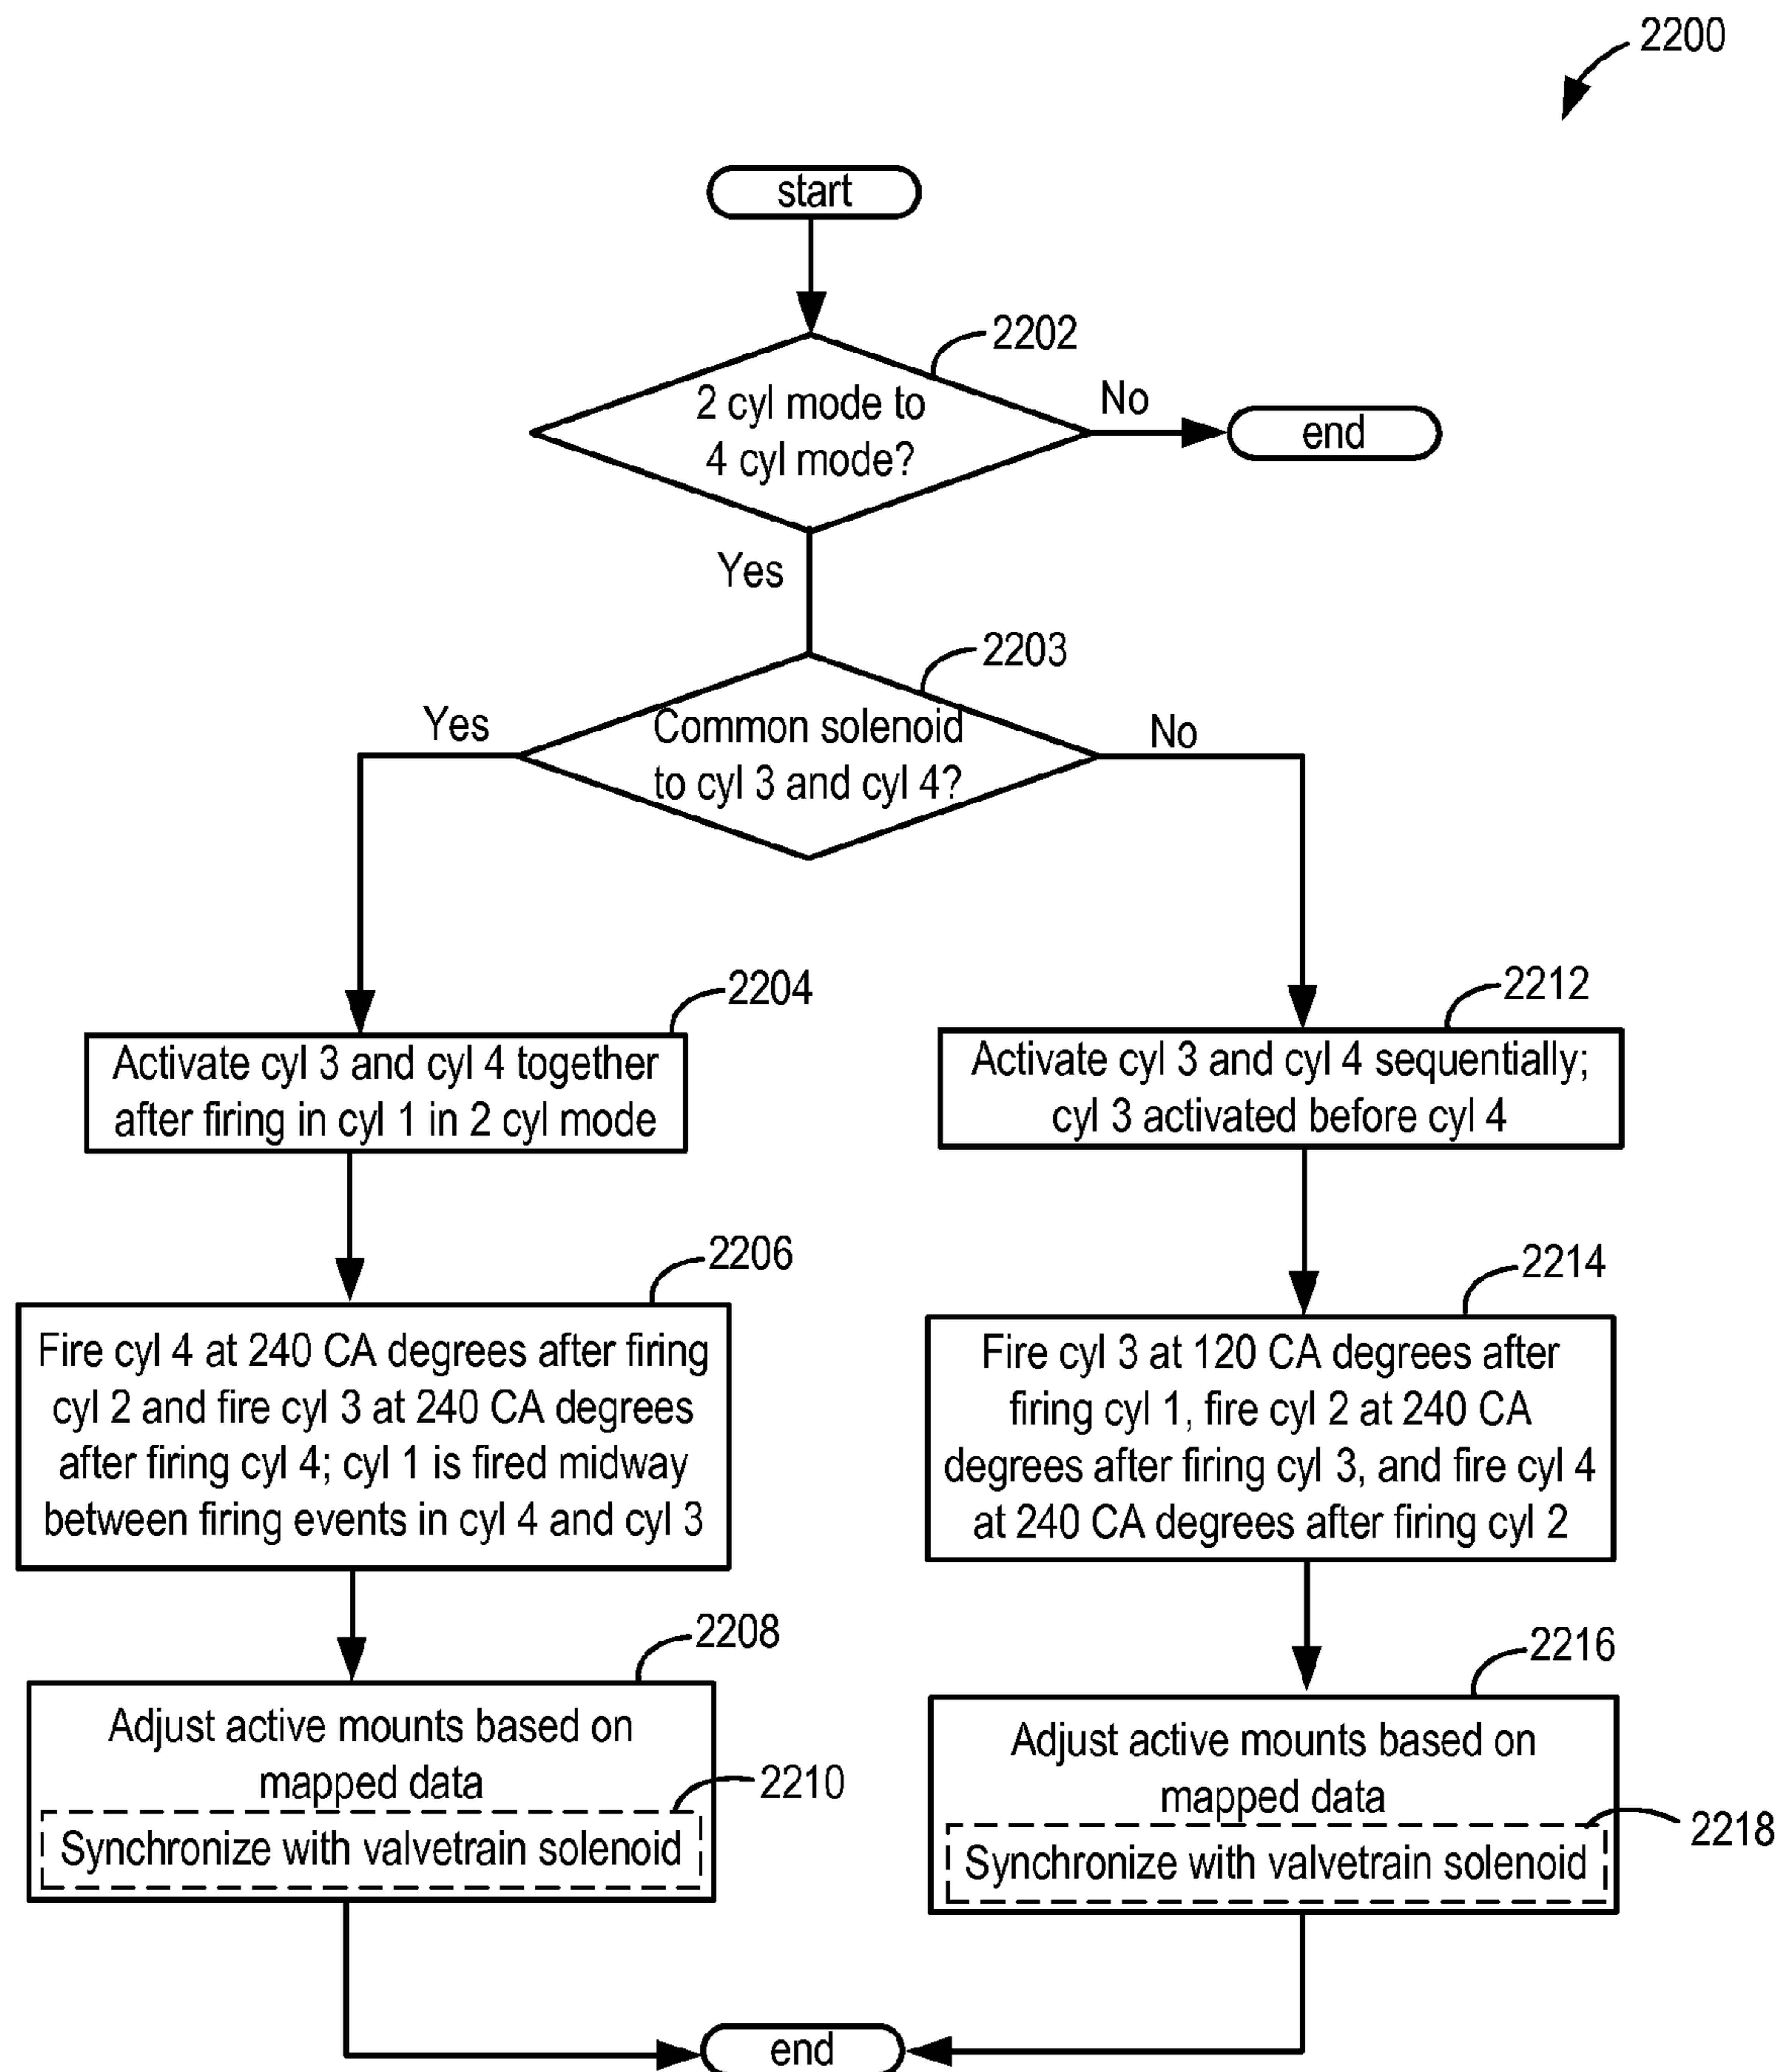 2200
start
2202
2 cyl mode to
4 cyl mode?
No
end
Yes
2203
Common solenoid
to cyl 3 and cyl 4?
Yes
No
2204
Activate cyl 3 and cyl 4 together
after firing in cyl 1 in 2 cyl mode
2212
Activate cyl 3 and cyl 4 sequentially;
cyl 3 activated before cyl 4
2206
Fire cyl 4 at 240 CA degrees after firing
cyl 2 and fire cyl 3 at 240 CA degrees
after firing cyl 4; cyl 1 is fired midway
between firing events in cyl 4 and cyl 3
2214
Fire cyl 3 at 120 CA degrees after
firing cyl 1, fire cyl 2 at 240 CA
degrees after firing cyl 3, and fire cyl 4
at 240 CA degrees after firing cyl 2
2208
Adjust active mounts based on
mapped data
2210
Synchronize with valvetrain solenoid
2216
Adjust active mounts based on
mapped data
2218
Synchronize with valvetrain solenoid
end